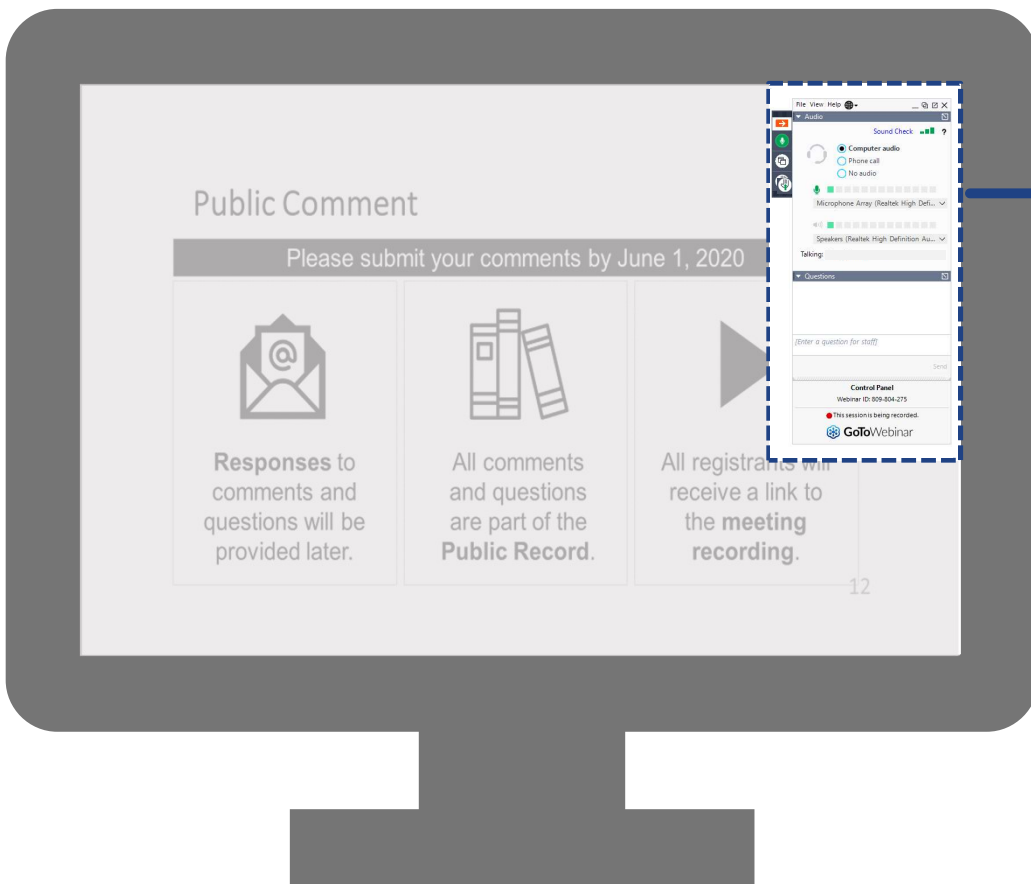 Public Comment
Please submit your comments by June 1, 2020
@
Responses to
comments and
questions will be
provided later.
All comments
and questions
are part of the
Public Record.
All registrants will
receive a link to
the meeting
recording.
12
File View Help
Audio
Sound Check ?
Computer audio
Phone call
No audio
Microphone Array (Realtek High Defi...
Speakers (Realtek High Definition Au...
Talking:
Questions
[Enter a question for staff]
Send
Control Panel
Webinar ID: 809-804-275
This session is being recorded.
GoToWebinar